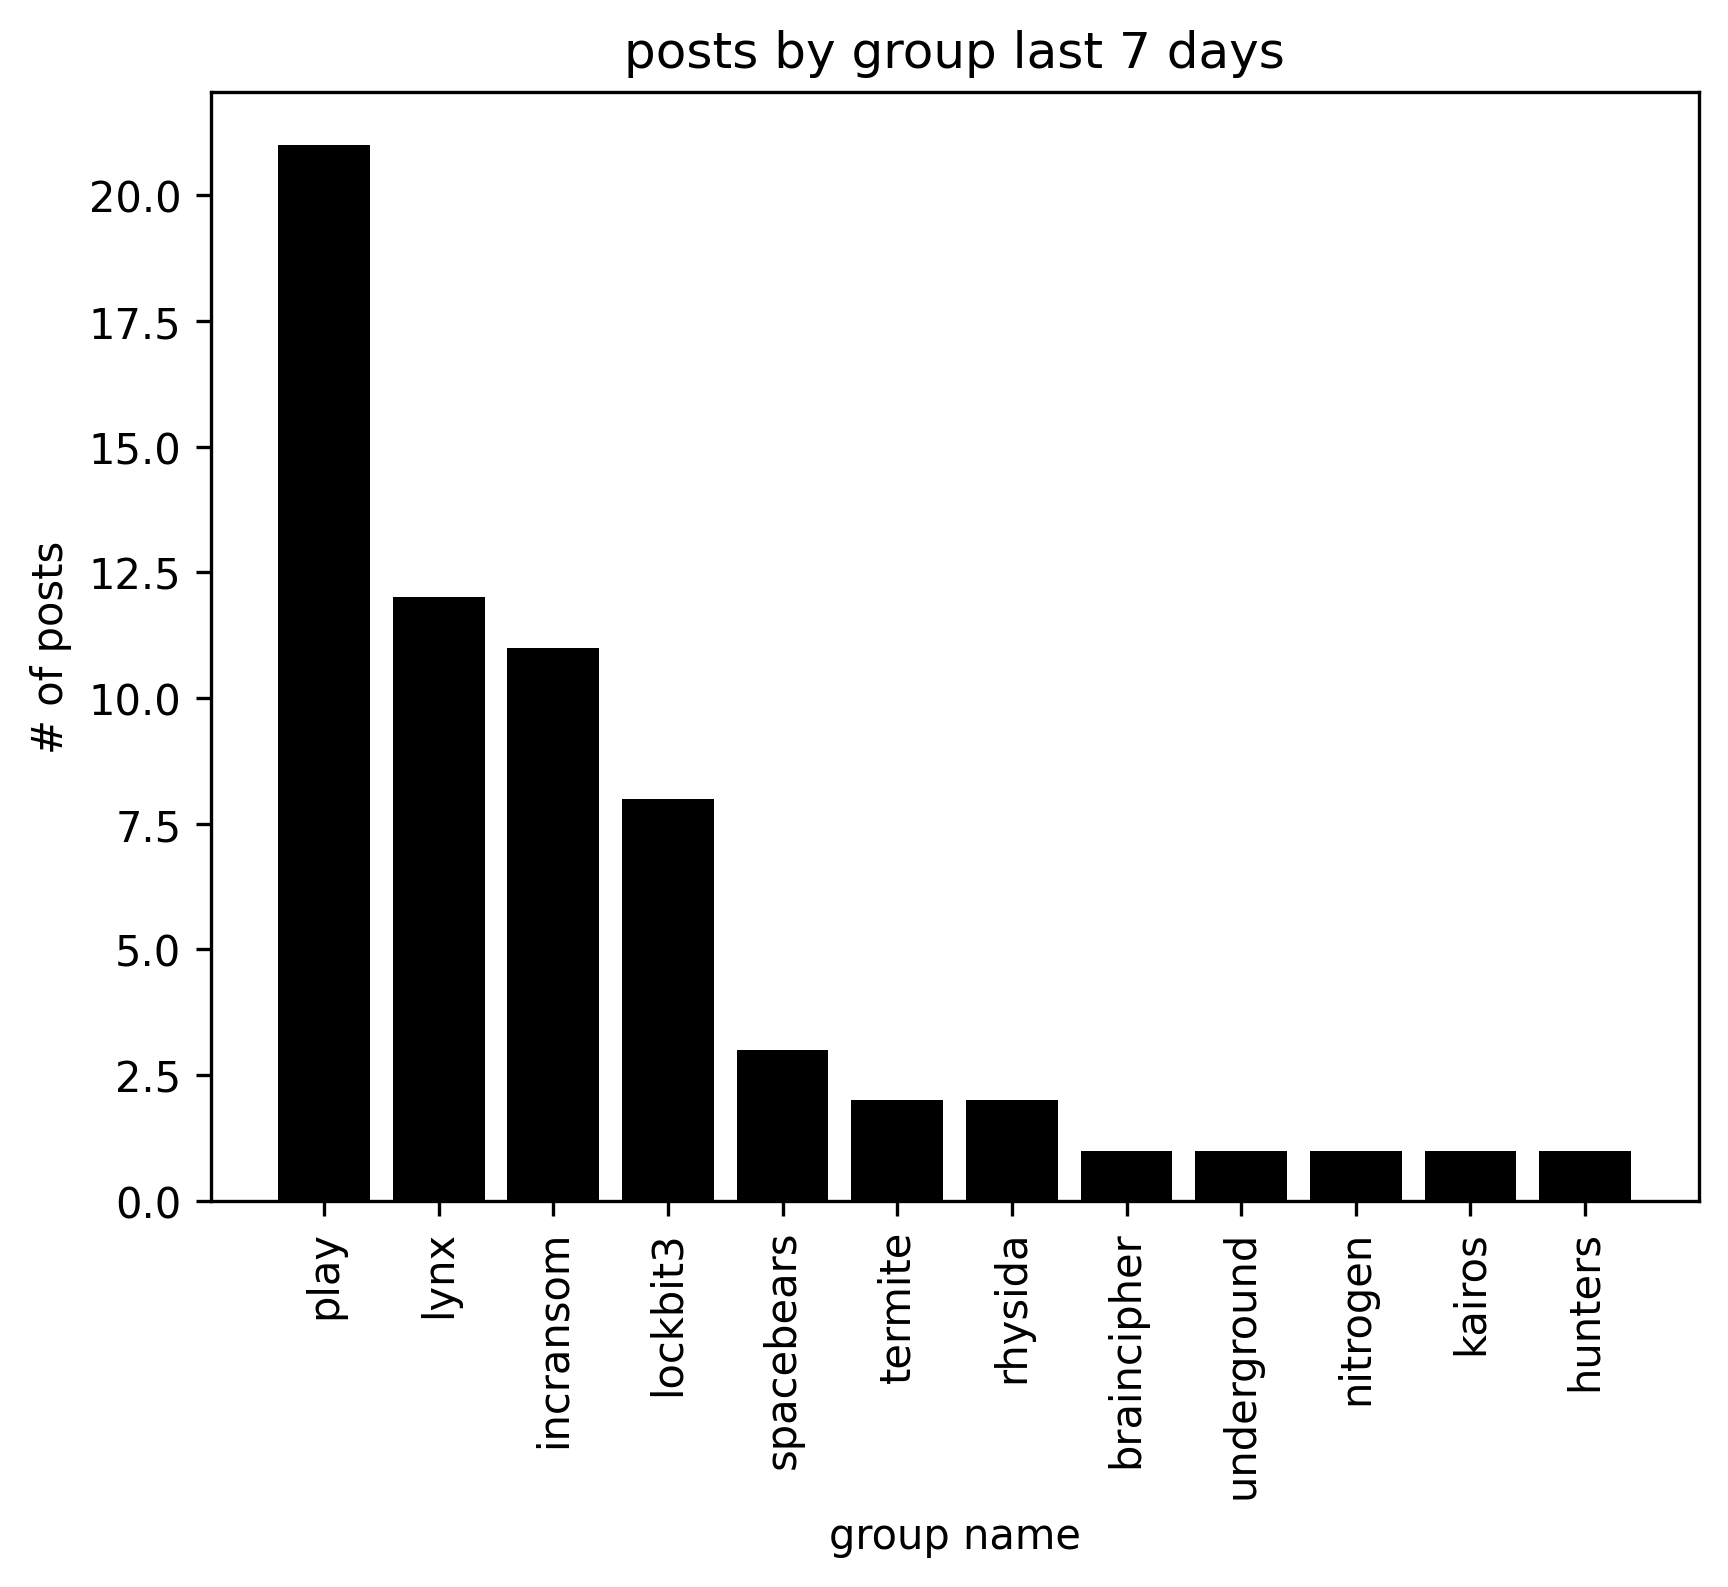 posts by group last 7 days
# of posts
20.0
17.5
15.0
12.5
10.0
7.5
5.0
2.5
0.0
play
lynx
incransom
lockbit3
spacebears
termite
rhysida
braincipher
underground
nitrogen
kairos
hunters
group name